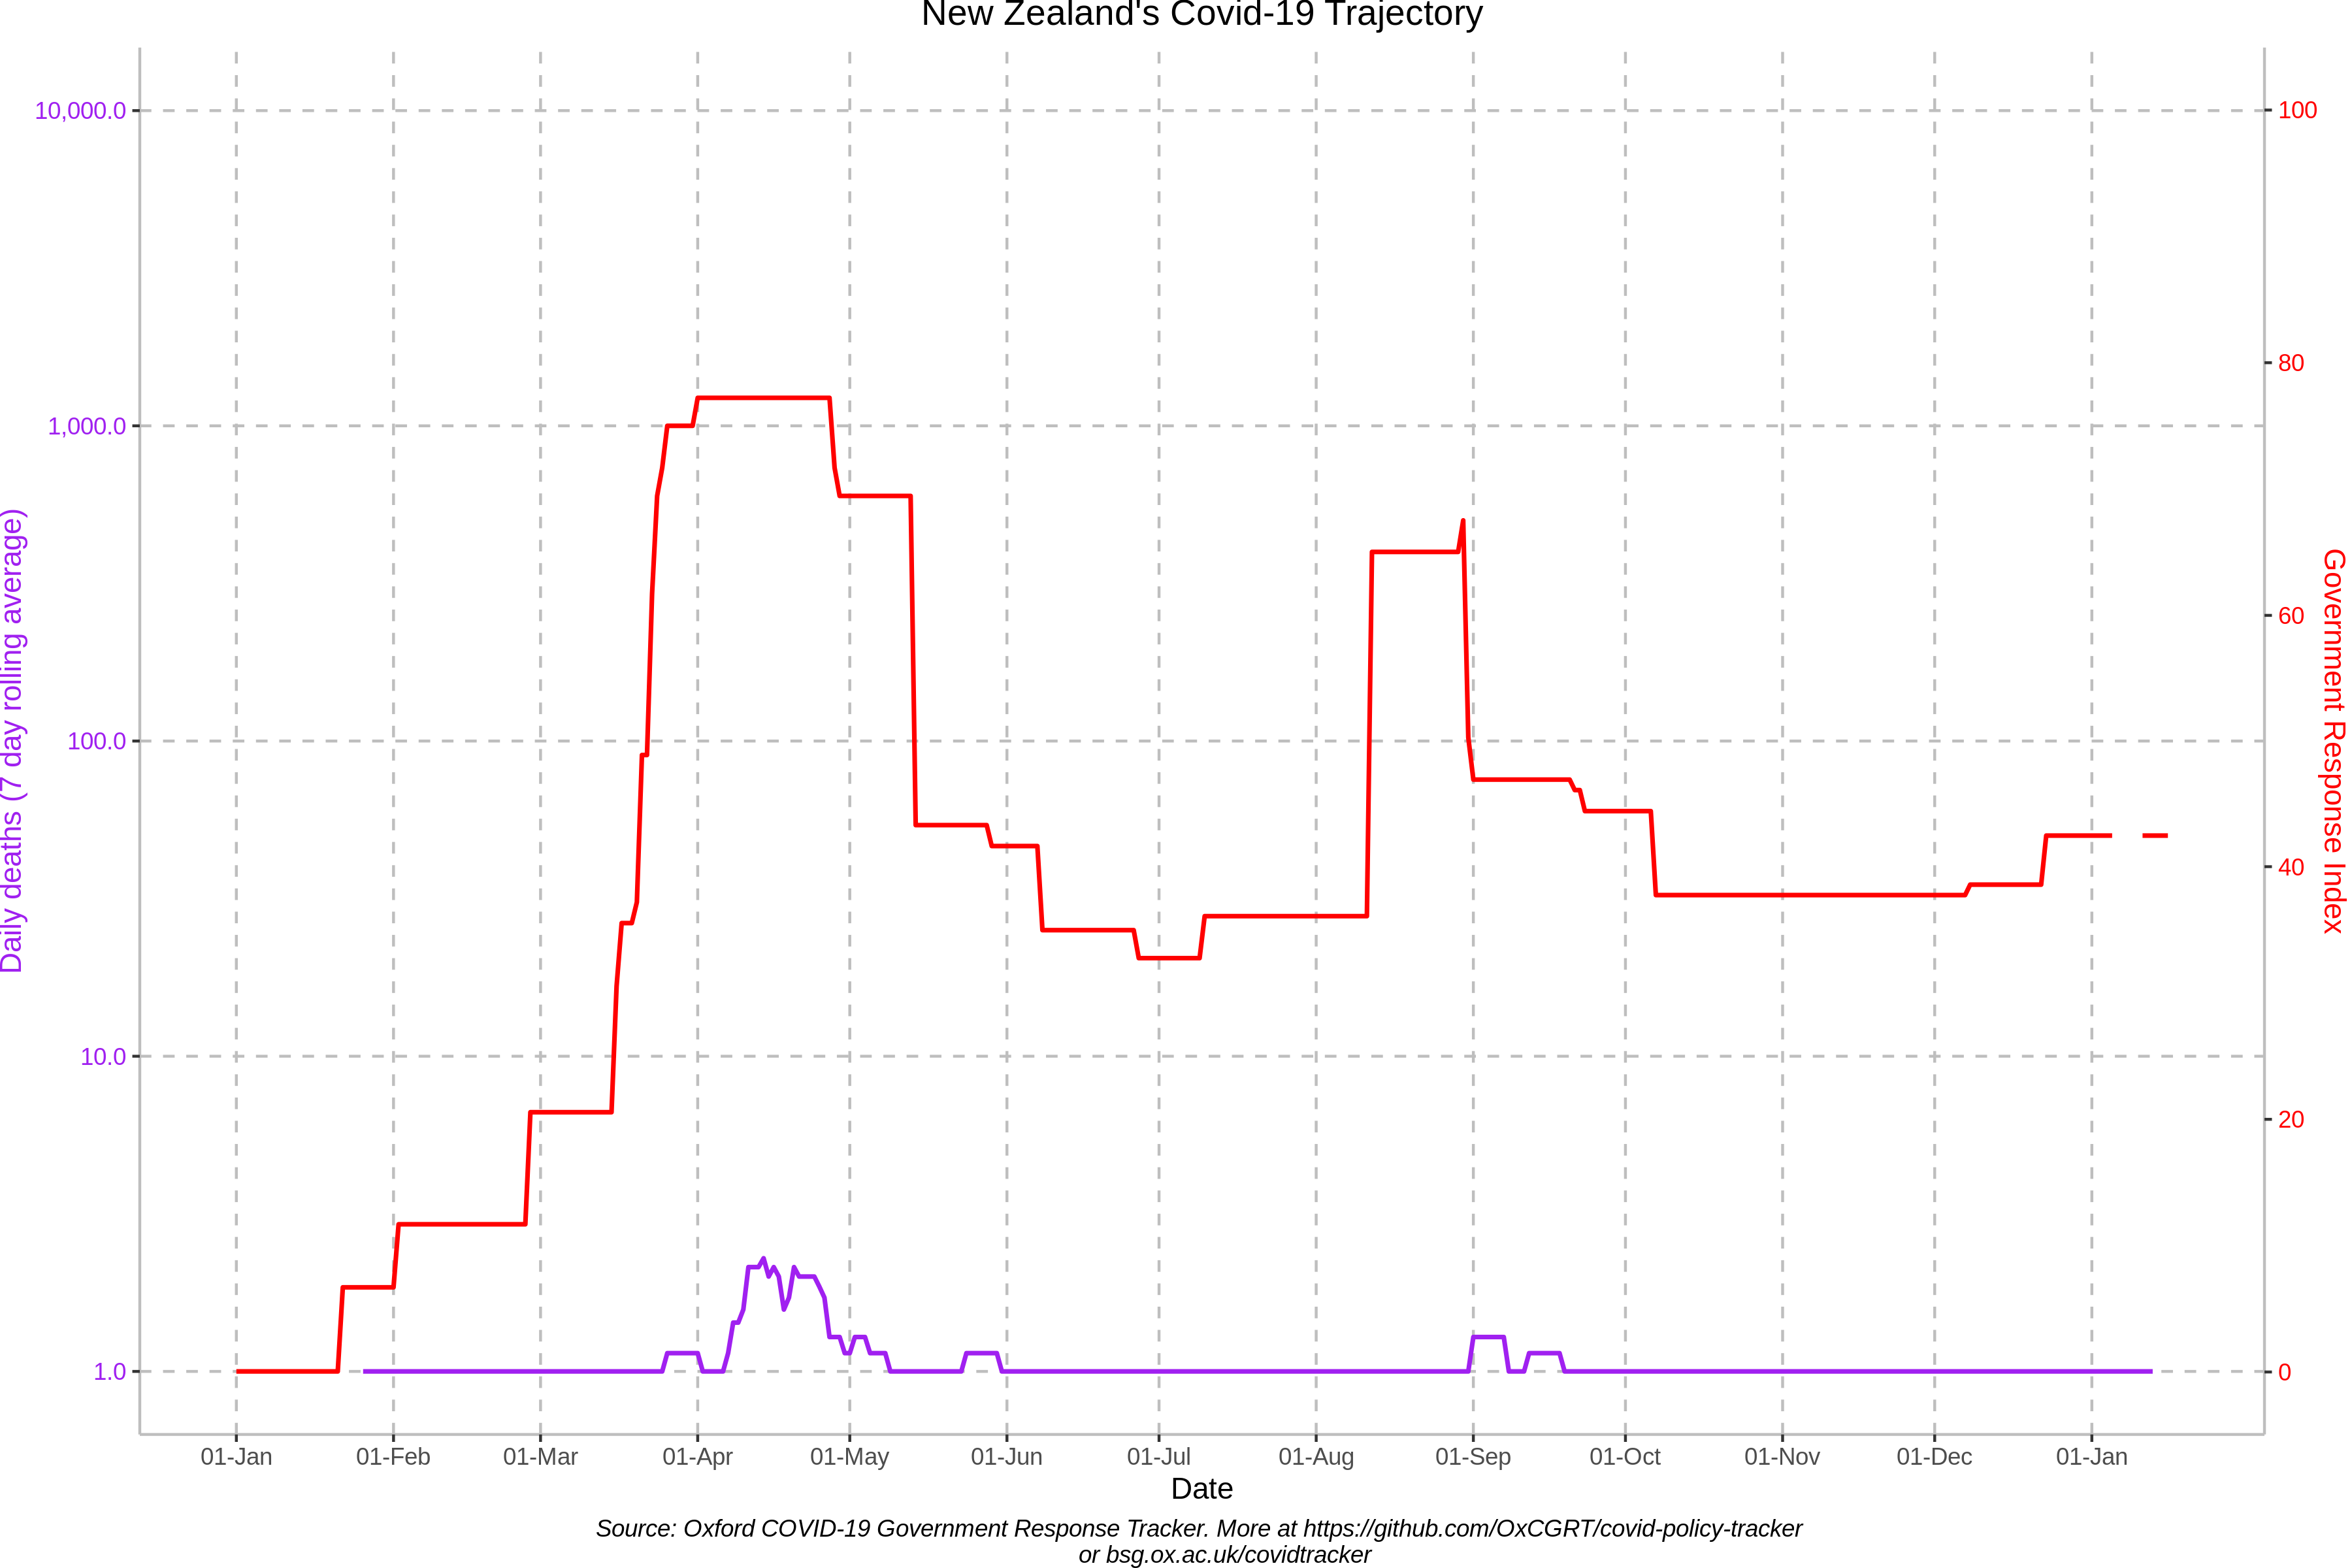 New Zealand's Covid-19 Trajectory
10,000.0
1,000.0
100.0
10.0
1.0
Daily deaths (7 day rolling average)
100
80
60
40
20
0
Government Response Index
01-Jan 01-Feb 01-Mar 01-Apr 01-May 01-Jun 01-Jul 01-Aug 01-Sep 01-Oct 01-Nov 01-Dec 01-Jan
Date
Source: Oxford COVID-19 Government Response Tracker. More at https://github.com/OxCGRT/covid-policy-tracker
or bsg.ox.ac.uk/covidtracker